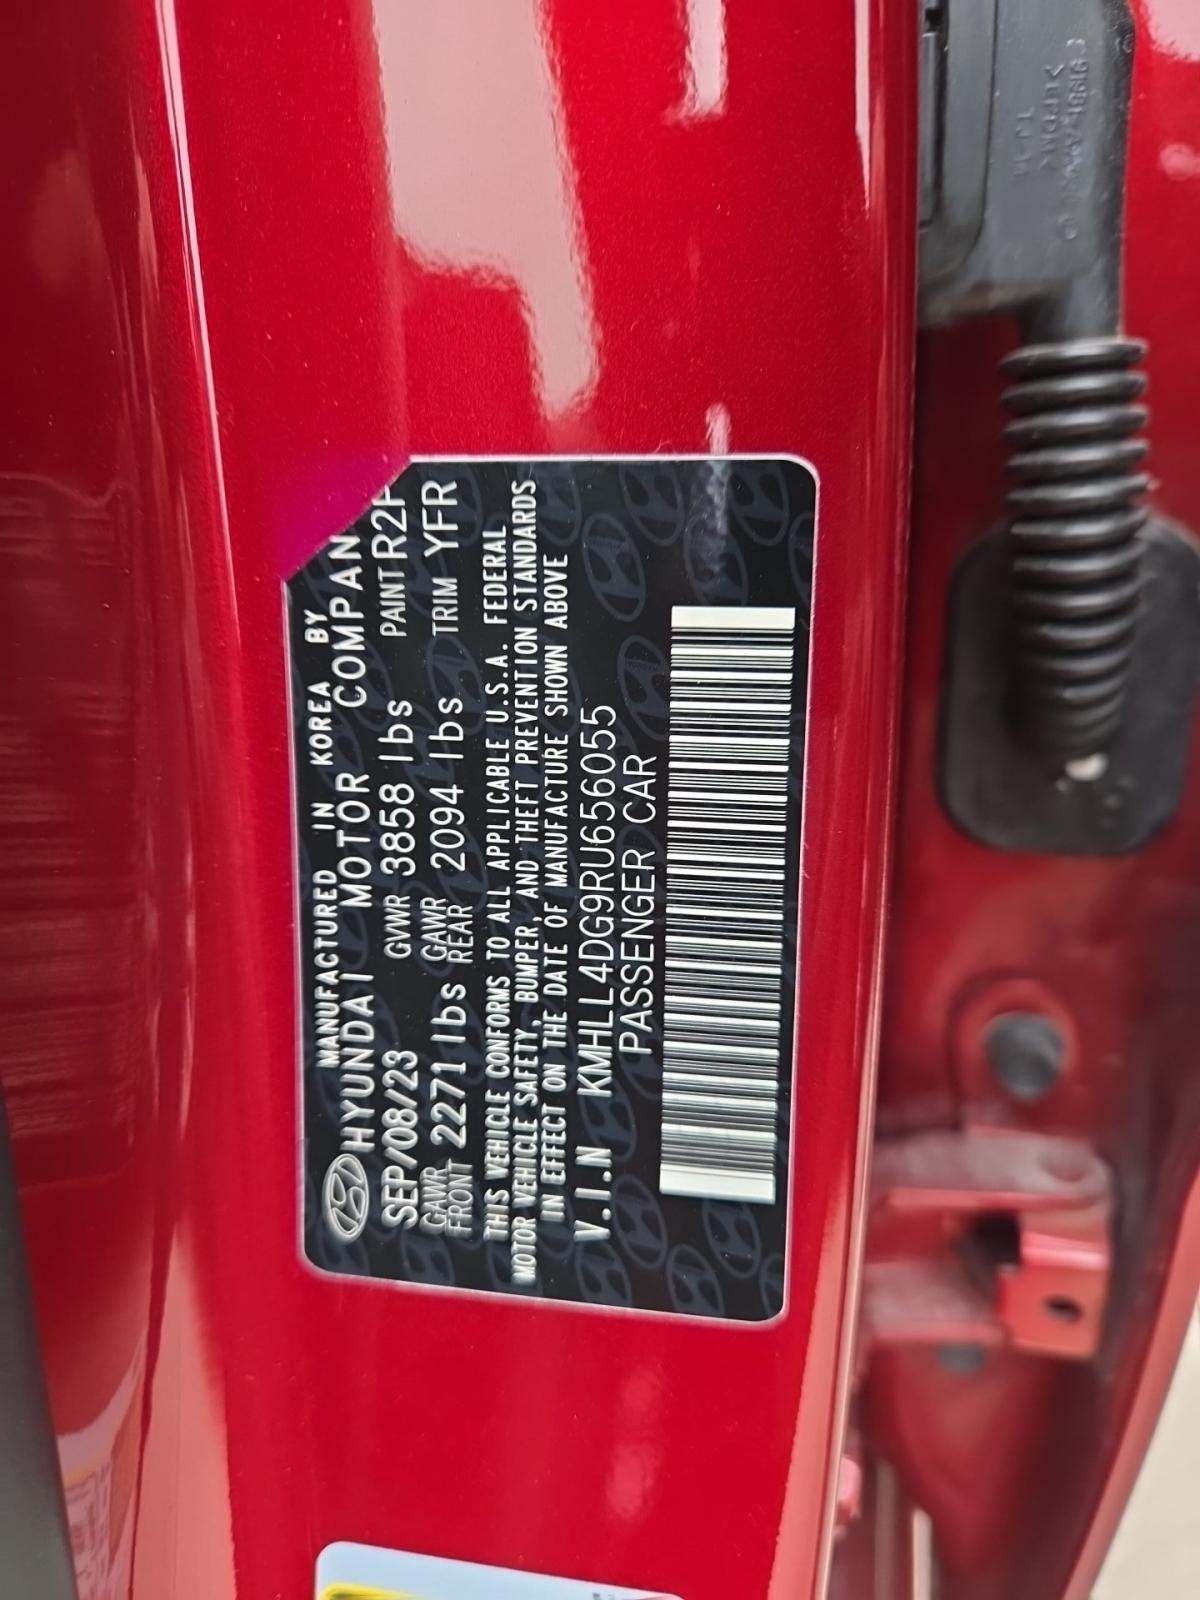 MANUFACTURED IN KOREA BY
HYUNDAI MOTOR COMPAN
SEP/08/23 GVWR 3858 lbs PAINT R2P
GAWR FRONT 2271 lbs GAWR REAR 2094 lbs TRIM YFR
THIS VEHICLE CONFORMS TO ALL APPLICABLE U.S.A. FEDERAL
MOTOR VEHICLE SAFETY, BUMPER, AND THEFT PREVENTION STANDARDS
IN EFFECT ON THE DATE OF MANUFACTURE SHOWN ABOVE
V.I.N KMHLL4DG9RU656055
PASSENGER CAR